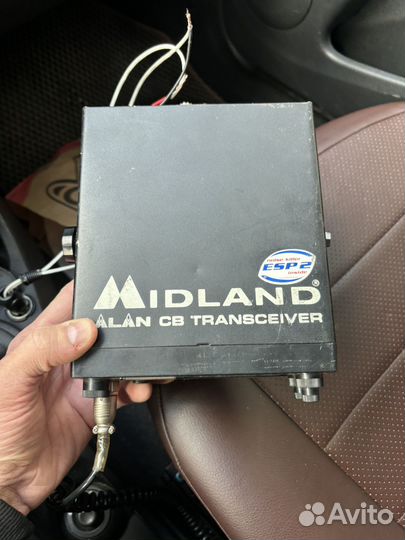 noise killer
ESP2
inside
MIDLAND®
ALAN CB TRANSCEIVER
Avito